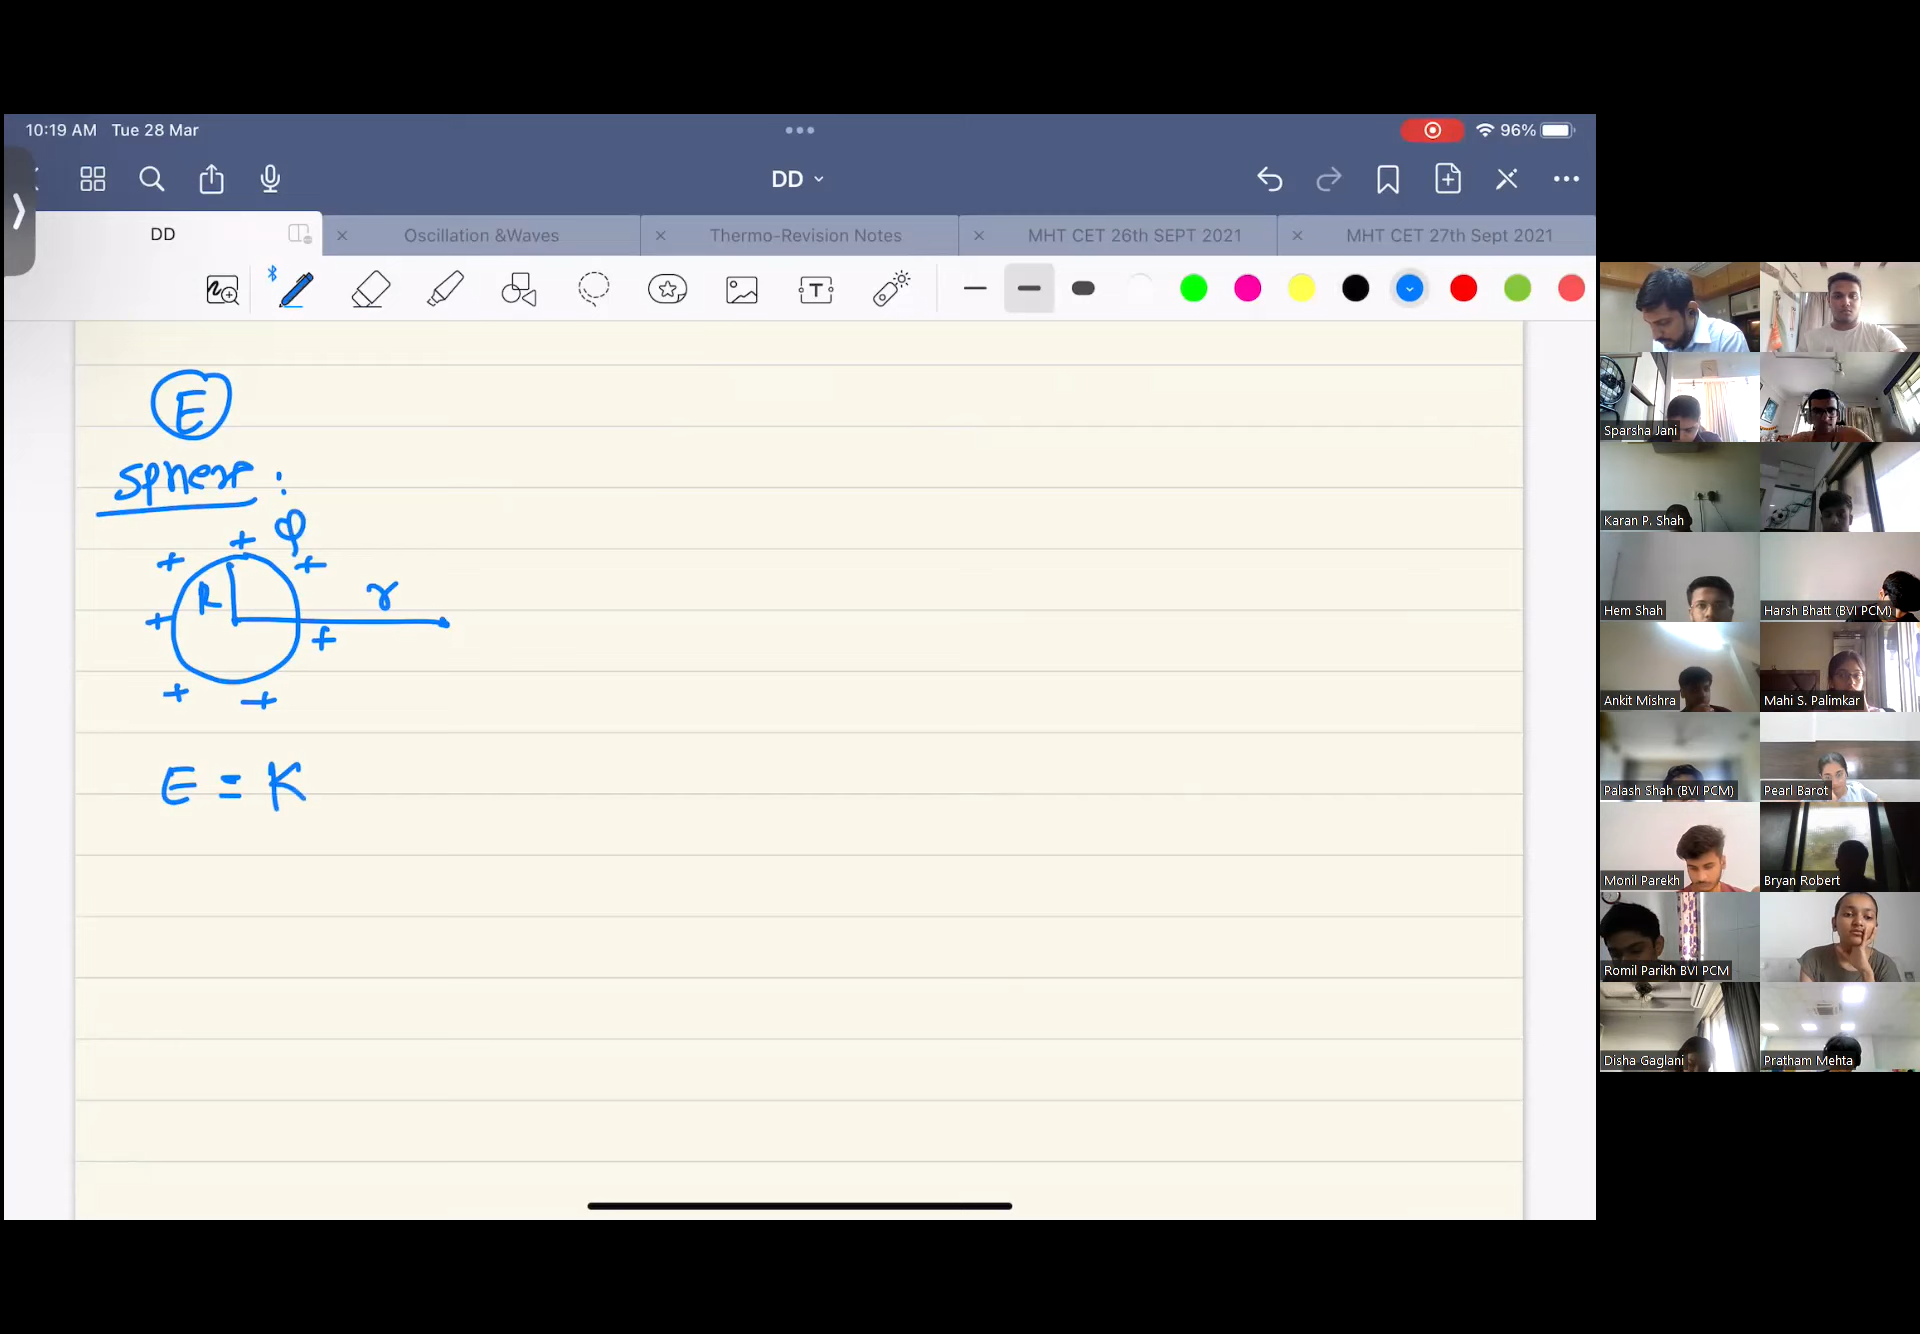 10:19 AM Tue 28 Mar
96%
DD
DD
Oscillation &Waves
Thermo-Revision Notes
MHT CET 26th SEPT 2021
MHT CET 27th Sept 2021
T
E
sphere :
+ + φ +
R
r
+ +
+ +
E = K
Sparsha Jani
Karan P. Shah
Hem Shah
Harsh Bhatt (BVI PCM)
Ankit Mishra
Mahi S. Palimkar
Palash Shah (BVI PCM)
Pearl Barot
Monil Parekh
Bryan Robert
Romil Parikh BVI PCM
Disha Gaglani
Pratham Mehta